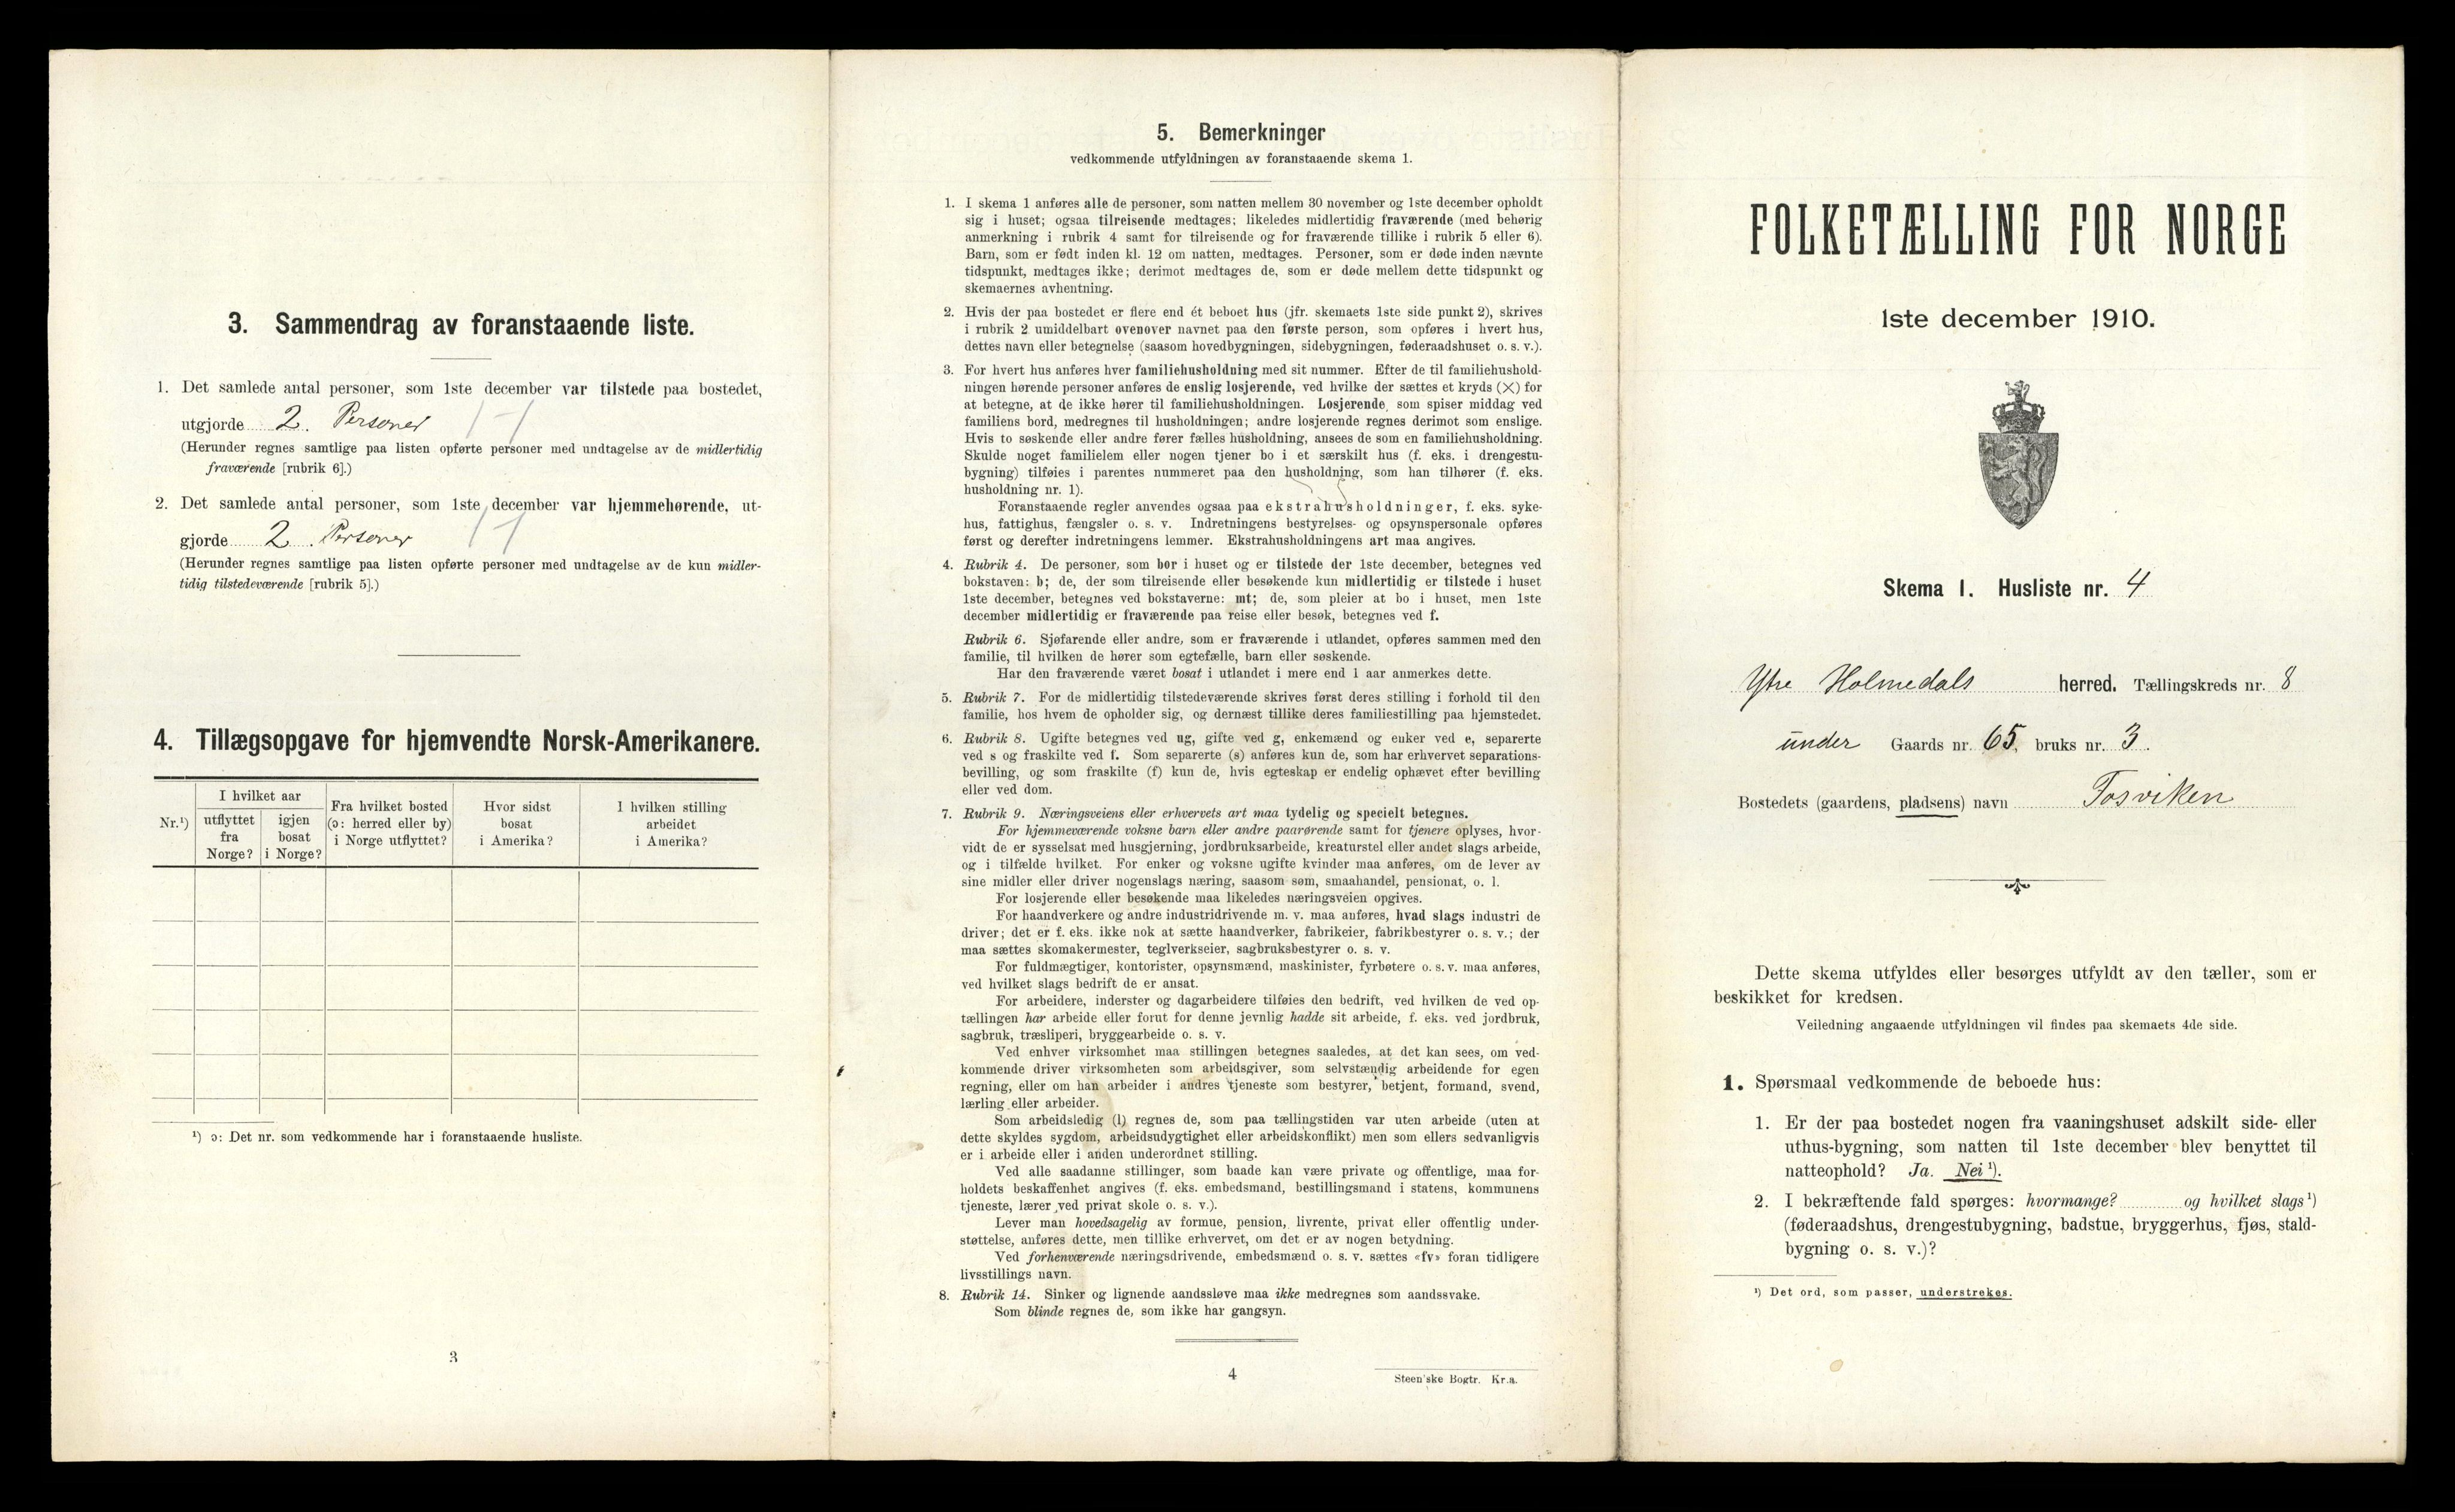 3. Sammendrag av foranstaaende liste.
1. Det samlede antal personer, som 1ste december var tilstede paa bostedet,
utgjorde 2. Personer 1-1
(Herunder regnes samtlige paa listen opførte personer med undtagelse av de midlertidig
fraværende [rubrik 6].)
2. Det samlede antal personer, som 1ste december var hjemmehørende, ut-
gjorde 2. Personer 1-1
(Herunder regnes samtlige paa listen opførte personer med undtagelse av de kun midler-
tidig tilstedeværende [rubrik 5].)
4. Tillægsopgave for hjemvendte Norsk-Amerikanere.
Nr.¹)
I hvilket aar
utflyttet
fra
Norge?
igjen
bosat
i Norge?
Fra hvilket bosted
(ɔ: herred eller by)
i Norge utflyttet?
Hvor sidst
bosat
i Amerika?
I hvilken stilling
arbeidet
i Amerika?
¹) ɔ: Det nr. som vedkommende har i foranstaaende husliste.
3
5. Bemerkninger
vedkommende utfyldningen av foranstaaende skema 1.
1. I skema 1 anføres alle de personer, som natten mellem 30 november og 1ste december opholdt
sig i huset; ogsaa tilreisende medtages; likeledes midlertidig fraværende (med behørig
anmerkning i rubrik 4 samt for tilreisende og for fraværende tillike i rubrik 5 eller 6).
Barn, som er født inden kl. 12 om natten, medtages. Personer, som er døde inden nævnte
tidspunkt, medtages ikke; derimot medtages de, som er døde mellem dette tidspunkt og
skemaernes avhentning.
2. Hvis der paa bostedet er flere end ét beboet hus (jfr. skemaets 1ste side punkt 2), skrives
i rubrik 2 umiddelbart ovenover navnet paa den første person, som opføres i hvert hus,
dettes navn eller betegnelse (saasom hovedbygningen, sidebygningen, føderaadshuset o. s. v.).
3. For hvert hus anføres hver familiehusholdning med sit nummer. Efter de til familiehushold-
ningen hørende personer anføres de enslig losjerende, ved hvilke der sættes et kryds (×) for
at betegne, at de ikke hører til familiehusholdningen. Losjerende, som spiser middag ved
familiens bord, medregnes til husholdningen; andre losjerende regnes derimot som enslige.
Hvis to søskende eller andre fører fælles husholdning, ansees de som en familiehusholdning.
Skulde noget familielem eller nogen tjener bo i et særskilt hus (f. eks. i drengestu-
bygning) tilføies i parentes nummeret paa den husholdning, som han tilhører (f. eks.
husholdning nr. 1).
Foranstaaende regler anvendes ogsaa paa ekstrahusholdninger, f. eks. syke-
hus, fattighus, fængsler o. s. v. Indretningens bestyrelses- og opsynspersonale opføres
først og derefter indretningens lemmer. Ekstrahusholdningens art maa angives.
4. Rubrik 4. De personer, som bor i huset og er tilstede der 1ste december, betegnes ved
bokstaven: b; de, der som tilreisende eller besøkende kun midlertidig er tilstede i huset
1ste december, betegnes ved bokstaverne: mt; de, som pleier at bo i huset, men 1ste
december midlertidig er fraværende paa reise eller besøk, betegnes ved f.
Rubrik 6. Sjøfarende eller andre, som er fraværende i utlandet, opføres sammen med den
familie, til hvilken de hører som egtefælle, barn eller søskende.
Har den fraværende været bosat i utlandet i mere end 1 aar anmerkes dette.
5. Rubrik 7. For de midlertidig tilstedeværende skrives først deres stilling i forhold til den
familie, hos hvem de opholder sig, og dernæst tillike deres familiestilling paa hjemstedet.
6. Rubrik 8. Ugifte betegnes ved ug, gifte ved g, enkemænd og enker ved e, separerte
ved s og fraskilte ved f. Som separerte (s) anføres kun de, som har erhvervet separations-
bevilling, og som fraskilte (f) kun de, hvis egteskap er endelig ophævet efter bevilling
eller ved dom.
7. Rubrik 9. Næringsveiens eller erhvervets art maa tydelig og specielt betegnes.
For hjemmeværende voksne barn eller andre paarørende samt for tjenere oplyses, hvor-
vidt de er sysselsat med husgjerning, jordbruksarbeide, kreaturstel eller andet slags arbeide,
og i tilfælde hvilket. For enker og voksne ugifte kvinder maa anføres, om de lever av
sine midler eller driver nogenslags næring, saasom søm, smaahandel, pensionat, o. l.
For losjerende eller besøkende maa likeledes næringsveien opgives.
For haandverkere og andre industridrivende m. v. maa anføres, hvad slags industri de
driver; det er f. eks. ikke nok at sætte haandverker, fabrikeier, fabrikbestyrer o. s. v.; der
maa sættes skomakermester, teglverkseier, sagbruksbestyrer o. s. v.
For fuldmægtiger, kontorister, opsynsmænd, maskinister, fyrbøtere o. s. v. maa anføres,
ved hvilket slags bedrift de er ansat.
For arbeidere, inderster og dagarbeidere tilføies den bedrift, ved hvilken de ved op-
tællingen har arbeide eller forut for denne jevnlig hadde sit arbeide, f. eks. ved jordbruk,
sagbruk, træsliperi, bryggearbeide o. s. v.
Ved enhver virksomhet maa stillingen betegnes saaledes, at det kan sees, om ved-
kommende driver virksomheten som arbeidsgiver, som selvstændig arbeidende for egen
regning, eller om han arbeider i andres tjeneste som bestyrer, betjent, formand, svend,
lærling eller arbeider.
Som arbeidsledig (l) regnes de, som paa tællingstiden var uten arbeide (uten at
dette skyldes sygdom, arbeidsudygtighet eller arbeidskonflikt) men som ellers sedvanligvis
er i arbeide eller i anden underordnet stilling.
Ved alle saadanne stillinger, som baade kan være private og offentlige, maa for-
holdets beskaffenhet angives (f. eks. embedsmand, bestillingsmand i statens, kommunens
tjeneste, lærer ved privat skole o. s. v.).
Lever man hovedsagelig av formue, pension, livrente, privat eller offentlig under-
støttelse, anføres dette, men tillike erhvervet, om det er av nogen betydning.
Ved forhenværende næringsdrivende, embedsmænd o. s. v. sættes «fv» foran tidligere
livsstillings navn.
8. Rubrik 14. Sinker og lignende aandssløve maa ikke medregnes som aandssvake.
Som blinde regnes de, som ikke har gangsyn.
4
Steen'ske Bogtr. Kr.a.
FOLKETÆLLING FOR NORGE
1ste december 1910.
Skema 1. Husliste nr. 4
Ytre Holmedals herred. Tællingskreds nr. 8
under Gaards nr. 65, bruks nr. 3.
Bostedets (gaardens, pladsens) navn Tosviken
Dette skema utfyldes eller besørges utfyldt av den tæller, som er
beskikket for kredsen.
Veiledning angaaende utfyldningen vil findes paa skemaets 4de side.
1. Spørsmaal vedkommende de beboede hus:
1. Er der paa bostedet nogen fra vaaningshuset adskilt side- eller
uthus-bygning, som natten til 1ste december blev benyttet til
natteophold? Ja. Nei ¹).
2. I bekræftende fald spørges: hvormange? og hvilket slags ¹)
(føderaadshus, drengestubygning, badstue, bryggerhus, fjøs, stald-
bygning o. s. v.)?
¹) Det ord, som passer, understrekes.